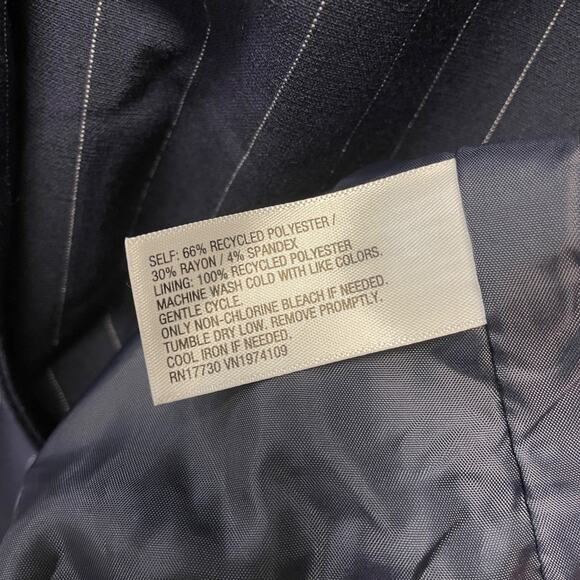 SELF: 66% RECYCLED POLYESTER /
30% RAYON / 4% SPANDEX
LINING: 100% RECYCLED POLYESTER
MACHINE WASH COLD WITH LIKE COLORS.
GENTLE CYCLE.
ONLY NON-CHLORINE BLEACH IF NEEDED.
TUMBLE DRY LOW. REMOVE PROMPTLY.
COOL IRON IF NEEDED.
RN17730 VN1974109